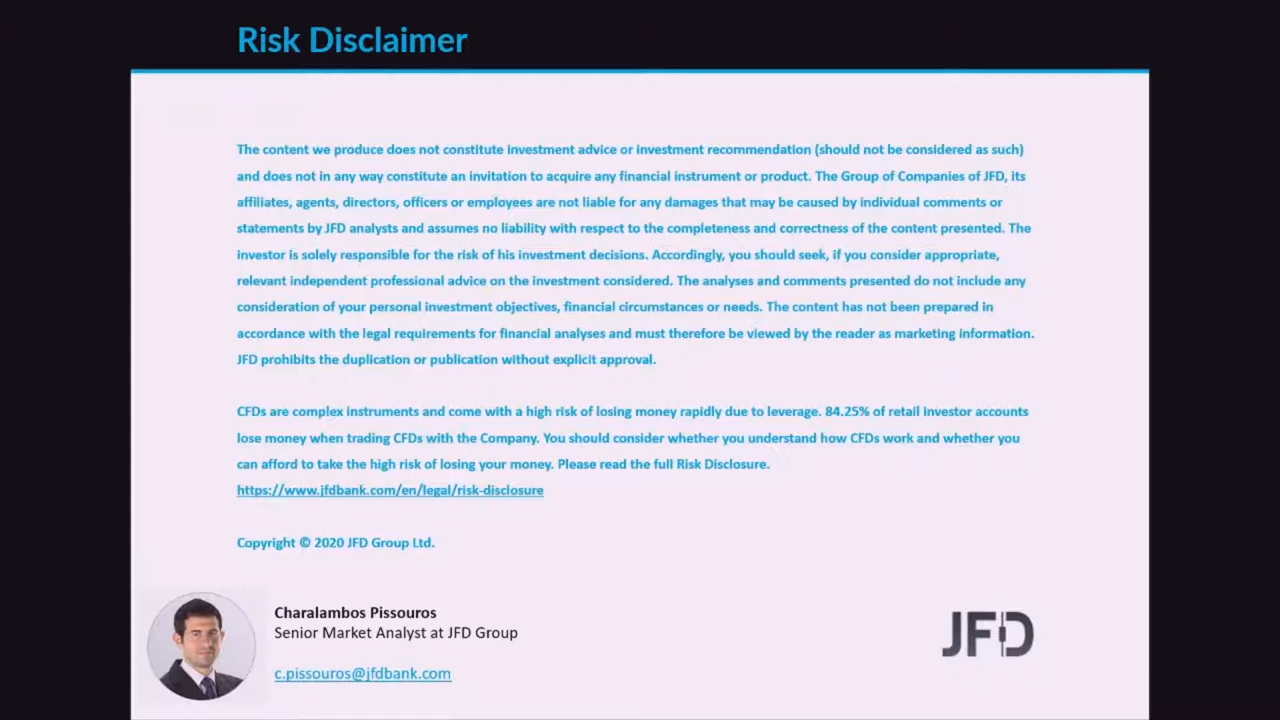 Risk Disclaimer
The content we produce does not constitute investment advice or investment recommendation (should not be considered as such)
and does not in any way constitute an invitation to acquire any financial instrument or product. The Group of Companies of JFD, its
affiliates, agents, directors, officers or employees are not liable for any damages that may be caused by individual comments or
statements by JFD analysts and assumes no liability with respect to the completeness and correctness of the content presented. The
investor is solely responsible for the risk of his investment decisions. Accordingly, you should seek, if you consider appropriate,
relevant independent professional advice on the investment considered. The analyses and comments presented do not include any
consideration of your personal investment objectives, financial circumstances or needs. The content has not been prepared in
accordance with the legal requirements for financial analyses and must therefore be viewed by the reader as marketing information.
JFD prohibits the duplication or publication without explicit approval.
CFDs are complex instruments and come with a high risk of losing money rapidly due to leverage. 84.25% of retail investor accounts
lose money when trading CFDs with the Company. You should consider whether you understand how CFDs work and whether you
can afford to take the high risk of losing your money. Please read the full Risk Disclosure.
https://www.jfdbank.com/en/legal/risk-disclosure
Copyright © 2020 JFD Group Ltd.
Charalambos Pissouros
Senior Market Analyst at JFD Group
c.pissouros@jfdbank.com
JFD